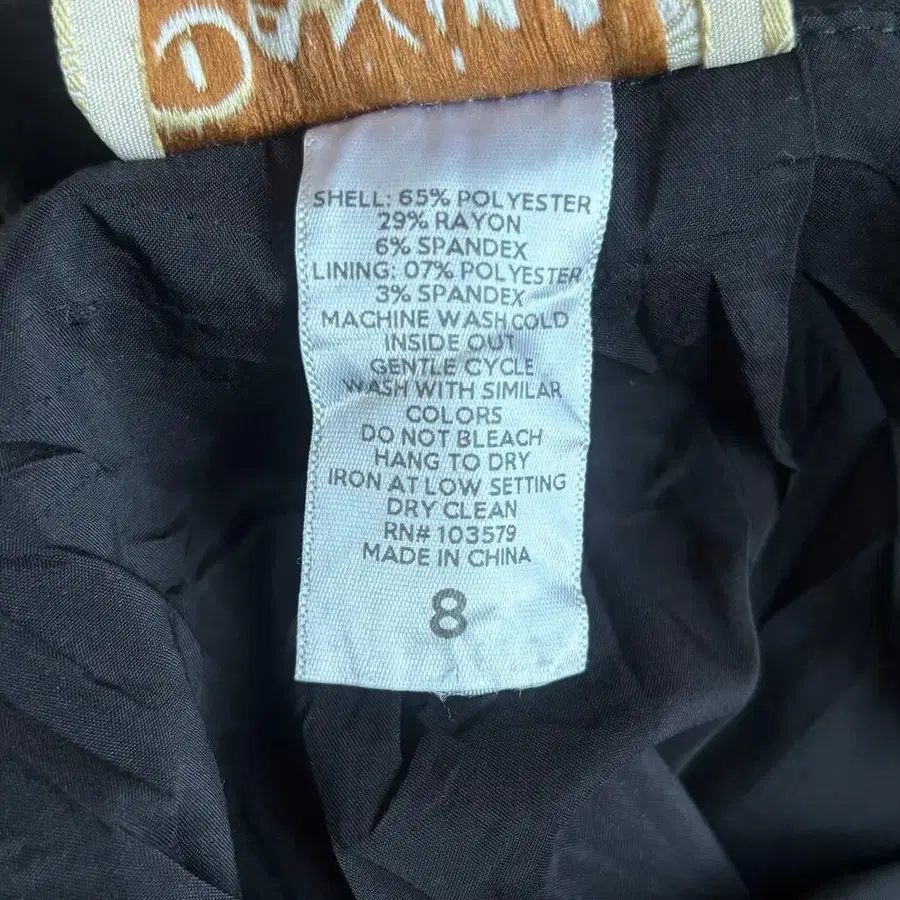 SHELL: 65% POLYESTER
29% RAYON
6% SPANDEX
LINING: 07% POLYESTER
3% SPANDEX
MACHINE WASH COLD
INSIDE OUT
GENTLE CYCLE
WASH WITH SIMILAR
COLORS
DO NOT BLEACH
HANG TO DRY
IRON AT LOW SETTING
DRY CLEAN
RN# 103579
MADE IN CHINA
8